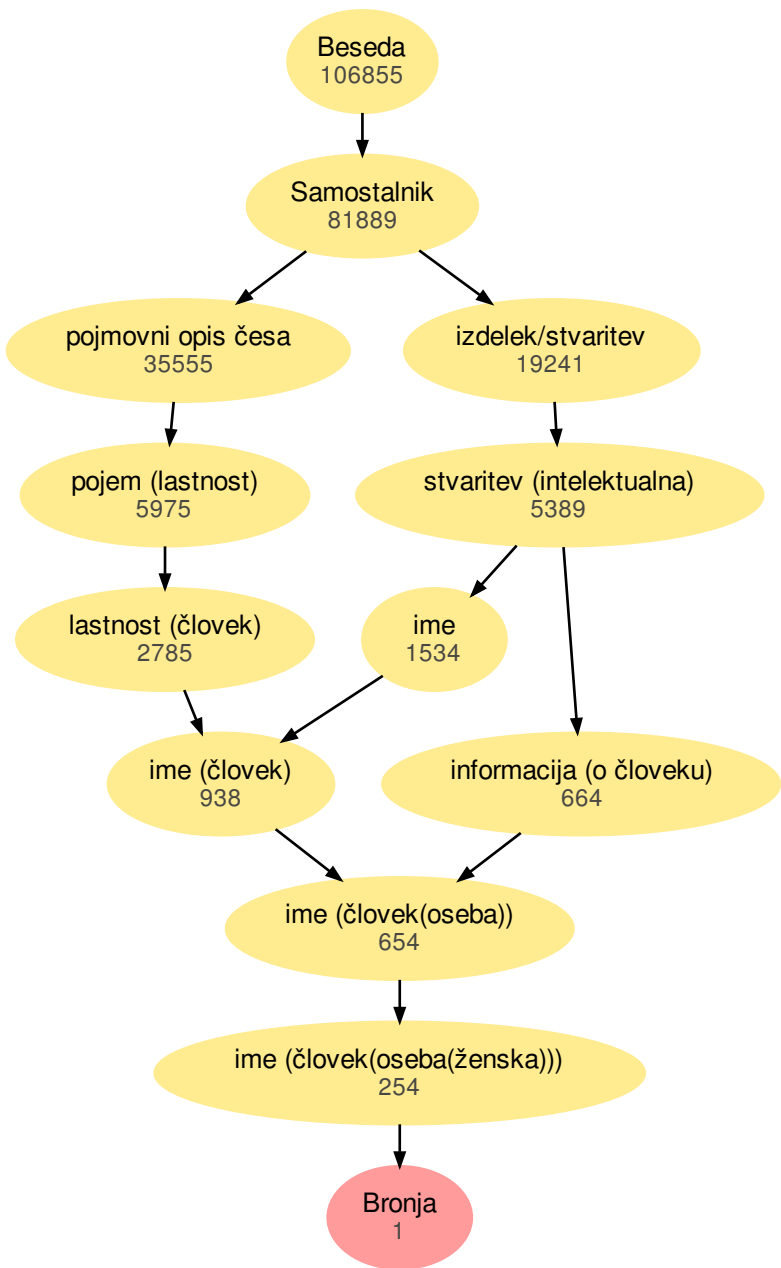 Beseda
106855
Samostalnik
81889
pojmovni opis česa
35555
izdelek/stvaritev
19241
pojem (lastnost)
5975
stvaritev (intelektualna)
5389
lastnost (človek)
2785
ime
1534
ime (človek)
938
informacija (o človeku)
664
ime (človek(oseba))
654
ime (človek(oseba(ženska)))
254
Bronja
1